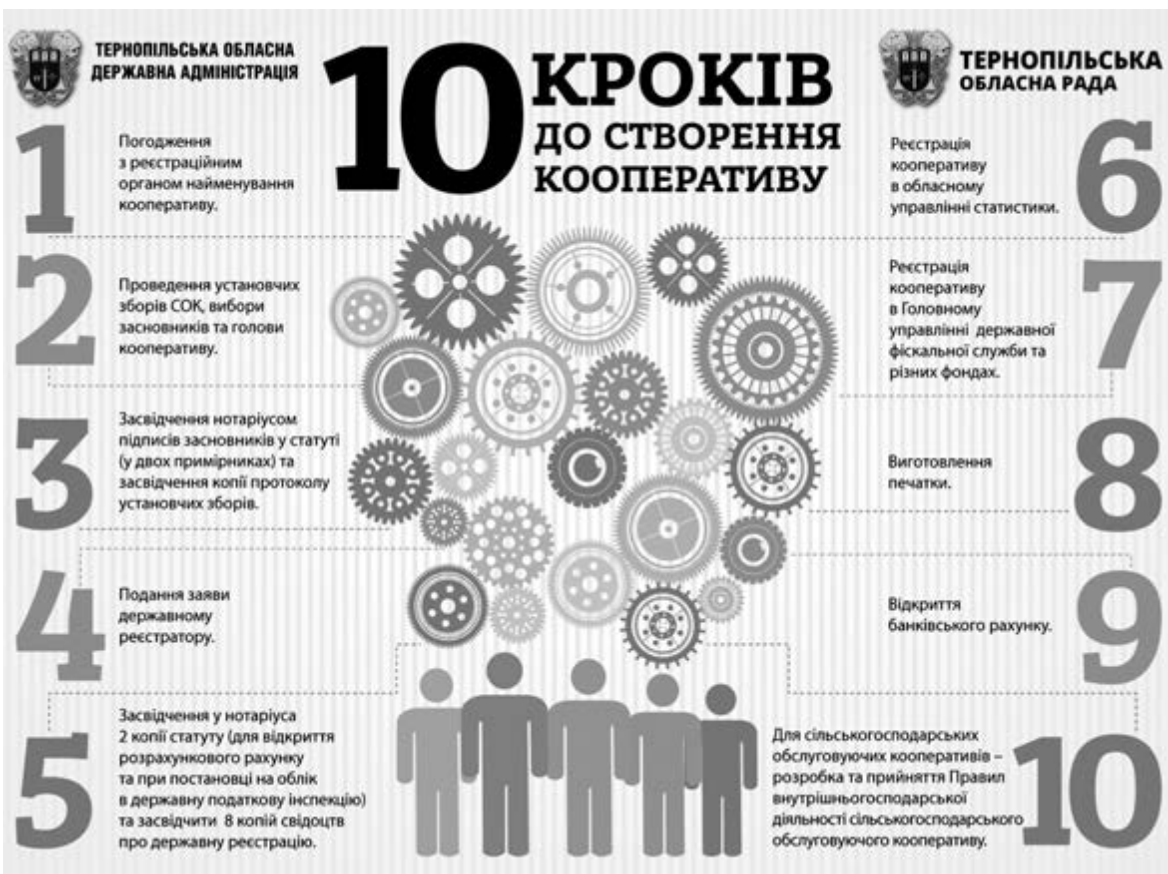 ТЕРНОПІЛЬСЬКА ОБЛАСНА
ДЕРЖАВНА АДМІНІСТРАЦІЯ
10 КРОКІВ
ДО СТВОРЕННЯ
КООПЕРАТИВУ
ТЕРНОПІЛЬСЬКА
ОБЛАСНА РАДА
1
Погодження
з реєстраційним
органом найменування
кооперативу.
2
Проведення установчих
зборів СОК, вибори
засновників та голови
кооперативу.
3
Засвідчення нотаріусом
підписів засновників у статуті
(у двох примірниках) та
засвідчення копії протоколу
установчих зборів.
4
Подання заяви
державному
реєстратору.
5
Засвідчення у нотаріуса
2 копії статуту (для відкриття
розрахункового рахунку
та при постановці на облік
в державну податкову інспекцію)
та засвідчити 8 копій свідоцтв
про державну реєстрацію.
6
Реєстрація
кооперативу
в обласному
управлінні статистики.
7
Реєстрація
кооперативу
в Головному
управлінні державної
фіскальної служби та
різних фондах.
8
Виготовлення
печатки.
9
Відкриття
банківського рахунку.
10
Для сільськогосподарських
обслуговуючих кооперативів –
розробка та прийняття Правил
внутрішньогосподарської
діяльності сільськогосподарського
обслуговуючого кооперативу.